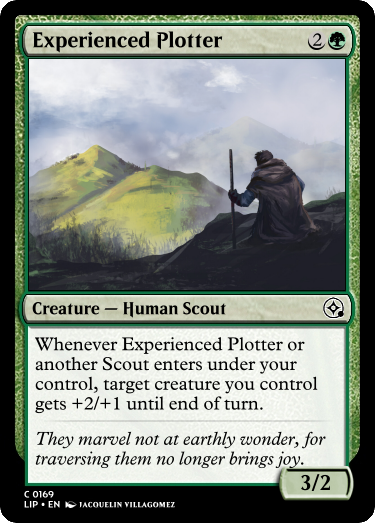 Experienced Plotter 2
Creature — Human Scout
Whenever Experienced Plotter or
another Scout enters under your
control, target creature you control
gets +2/+1 until end of turn.
They marvel not at earthly wonder, for
traversing them no longer brings joy.
3/2
C 0169
LIP • EN JACQUELIN VILLAGOMEZ